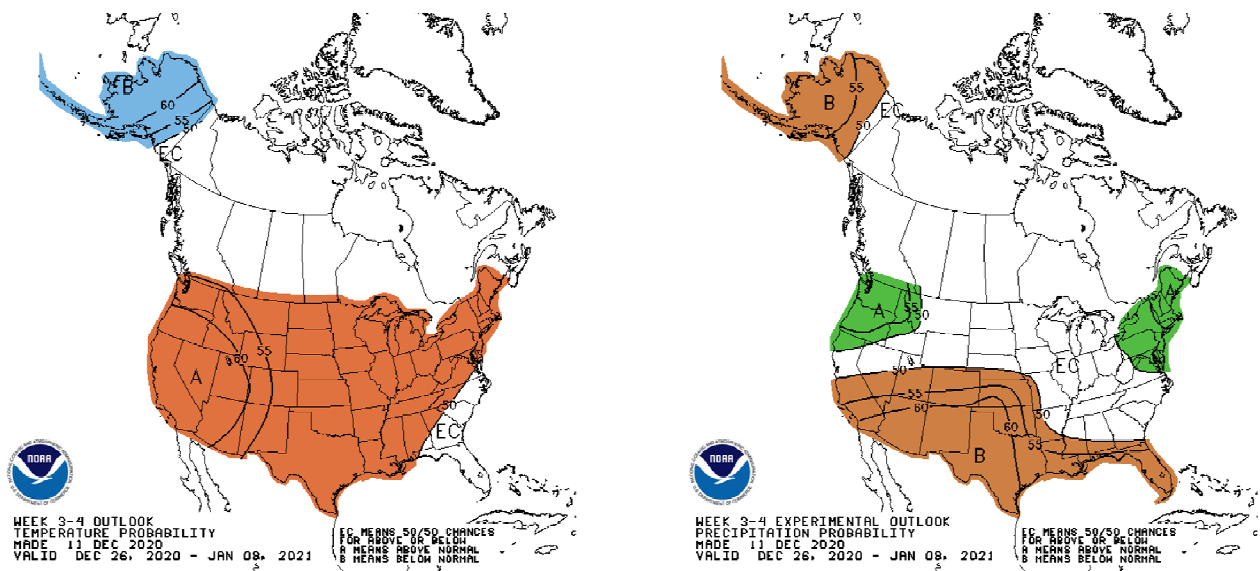 B
60
55
50
EC
A
60
55
50
EC
NOAA
WEEK 3-4 OUTLOOK
TEMPERATURE PROBABILITY
MADE  11 DEC 2020
VALID  DEC 26, 2020 - JAN 08, 2021
EC MEANS 50/50 CHANCES
FOR ABOVE OR BELOW
A MEANS ABOVE NORMAL
B MEANS BELOW NORMAL
B
55
EC
50
A
55
50
A
EC
50
55
60
50
60
55
B
NOAA
WEEK 3-4 EXPERIMENTAL OUTLOOK
PRECIPITATION PROBABILITY
MADE  11 DEC 2020
VALID  DEC 26, 2020 - JAN 08, 2021
EC MEANS 50/50 CHANCES
FOR ABOVE OR BELOW
A MEANS ABOVE NORMAL
B MEANS BELOW NORMAL